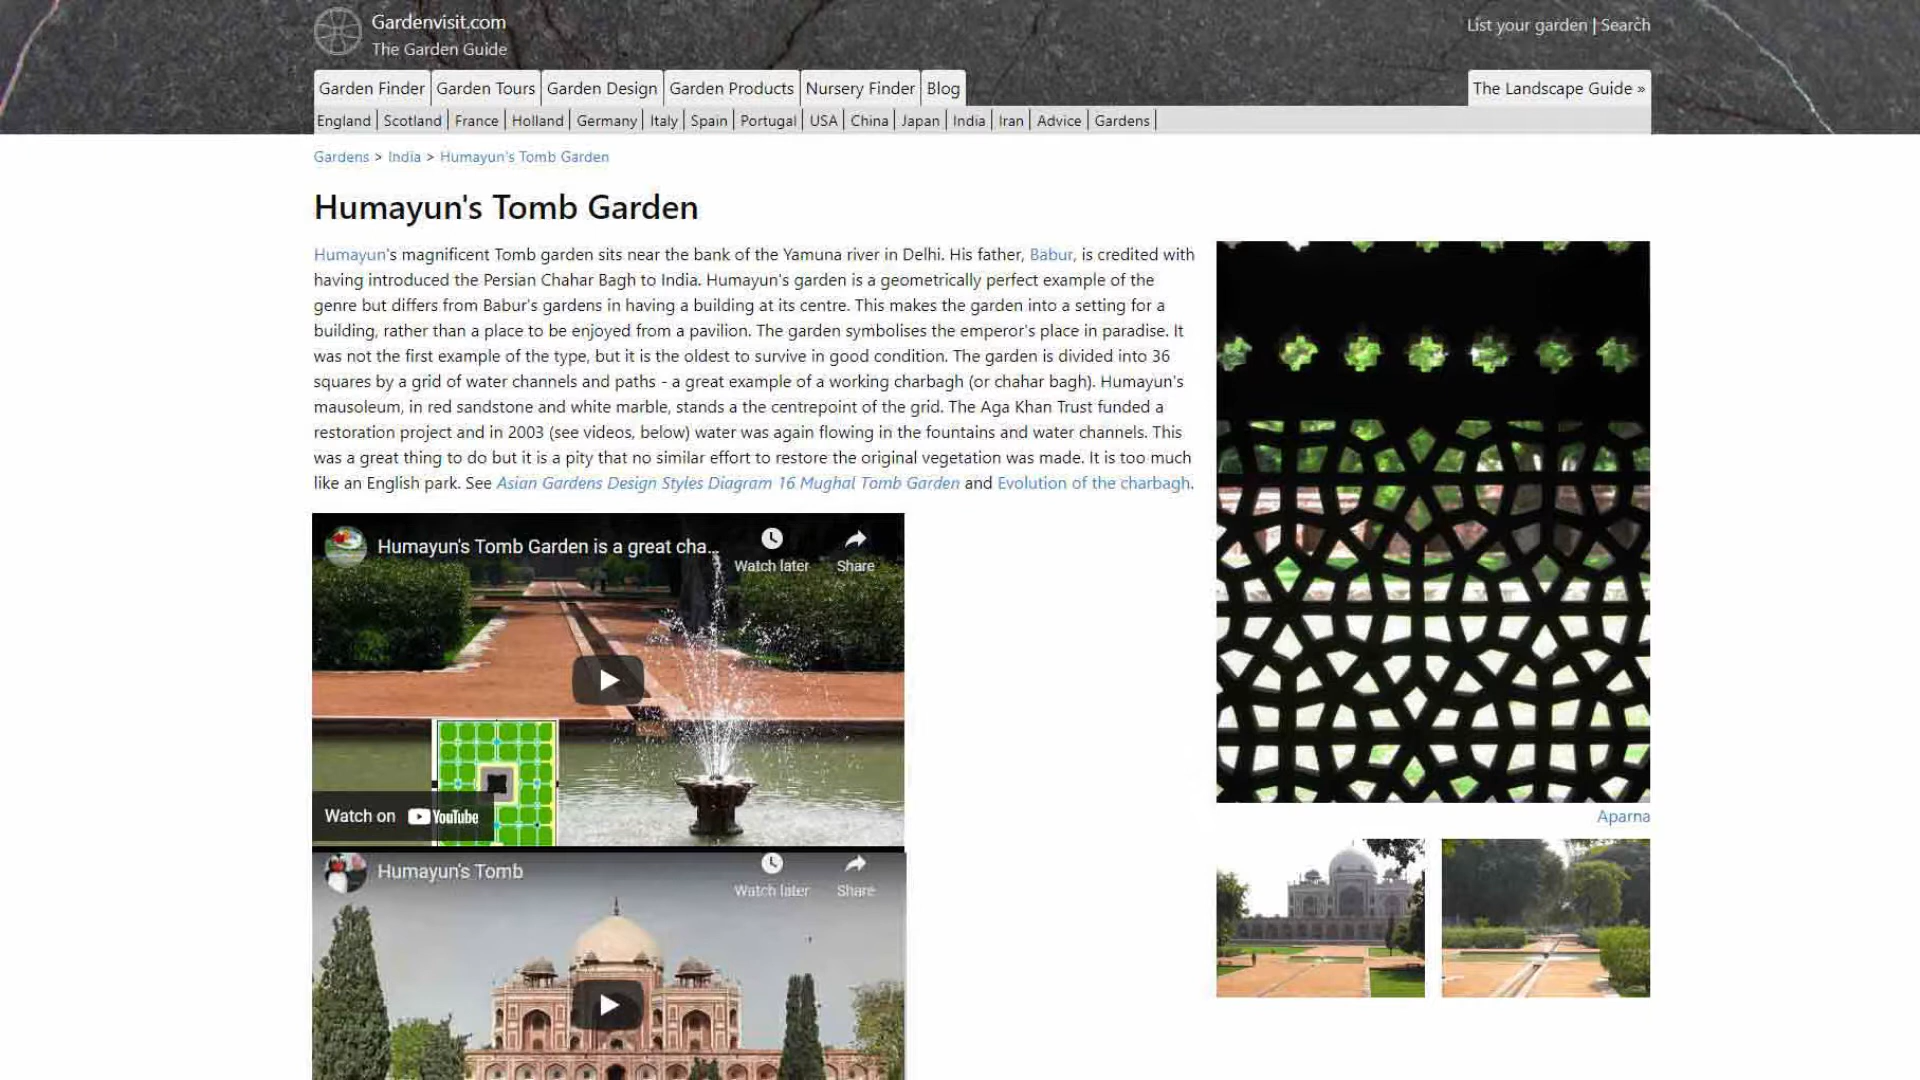 Gardenvisit.com
The Garden Guide
List your garden | Search
Garden Finder
Garden Tours
Garden Design
Garden Products
Nursery Finder
Blog
The Landscape Guide »
England
Scotland
France
Holland
Germany
Italy
Spain
Portugal
USA
China
Japan
India
Iran
Advice
Gardens
Gardens > India > Humayun's Tomb Garden
Humayun's Tomb Garden
Humayun's magnificent Tomb garden sits near the bank of the Yamuna river in Delhi. His father, Babur, is credited with
having introduced the Persian Chahar Bagh to India. Humayun's garden is a geometrically perfect example of the
genre but differs from Babur's gardens in having a building at its centre. This makes the garden into a setting for a
building, rather than a place to be enjoyed from a pavilion. The garden symbolises the emperor's place in paradise. It
was not the first example of the type, but it is the oldest to survive in good condition. The garden is divided into 36
squares by a grid of water channels and paths - a great example of a working charbagh (or chahar bagh). Humayun's
mausoleum, in red sandstone and white marble, stands a the centrepoint of the grid. The Aga Khan Trust funded a
restoration project and in 2003 (see videos, below) water was again flowing in the fountains and water channels. This
was a great thing to do but it is a pity that no similar effort to restore the original vegetation was made. It is too much
like an English park. See Asian Gardens Design Styles Diagram 16 Mughal Tomb Garden and Evolution of the charbagh.
Humayun's Tomb Garden is a great cha...
Watch later
Share
Watch on YouTube
Humayun's Tomb
Watch later
Share
Aparna